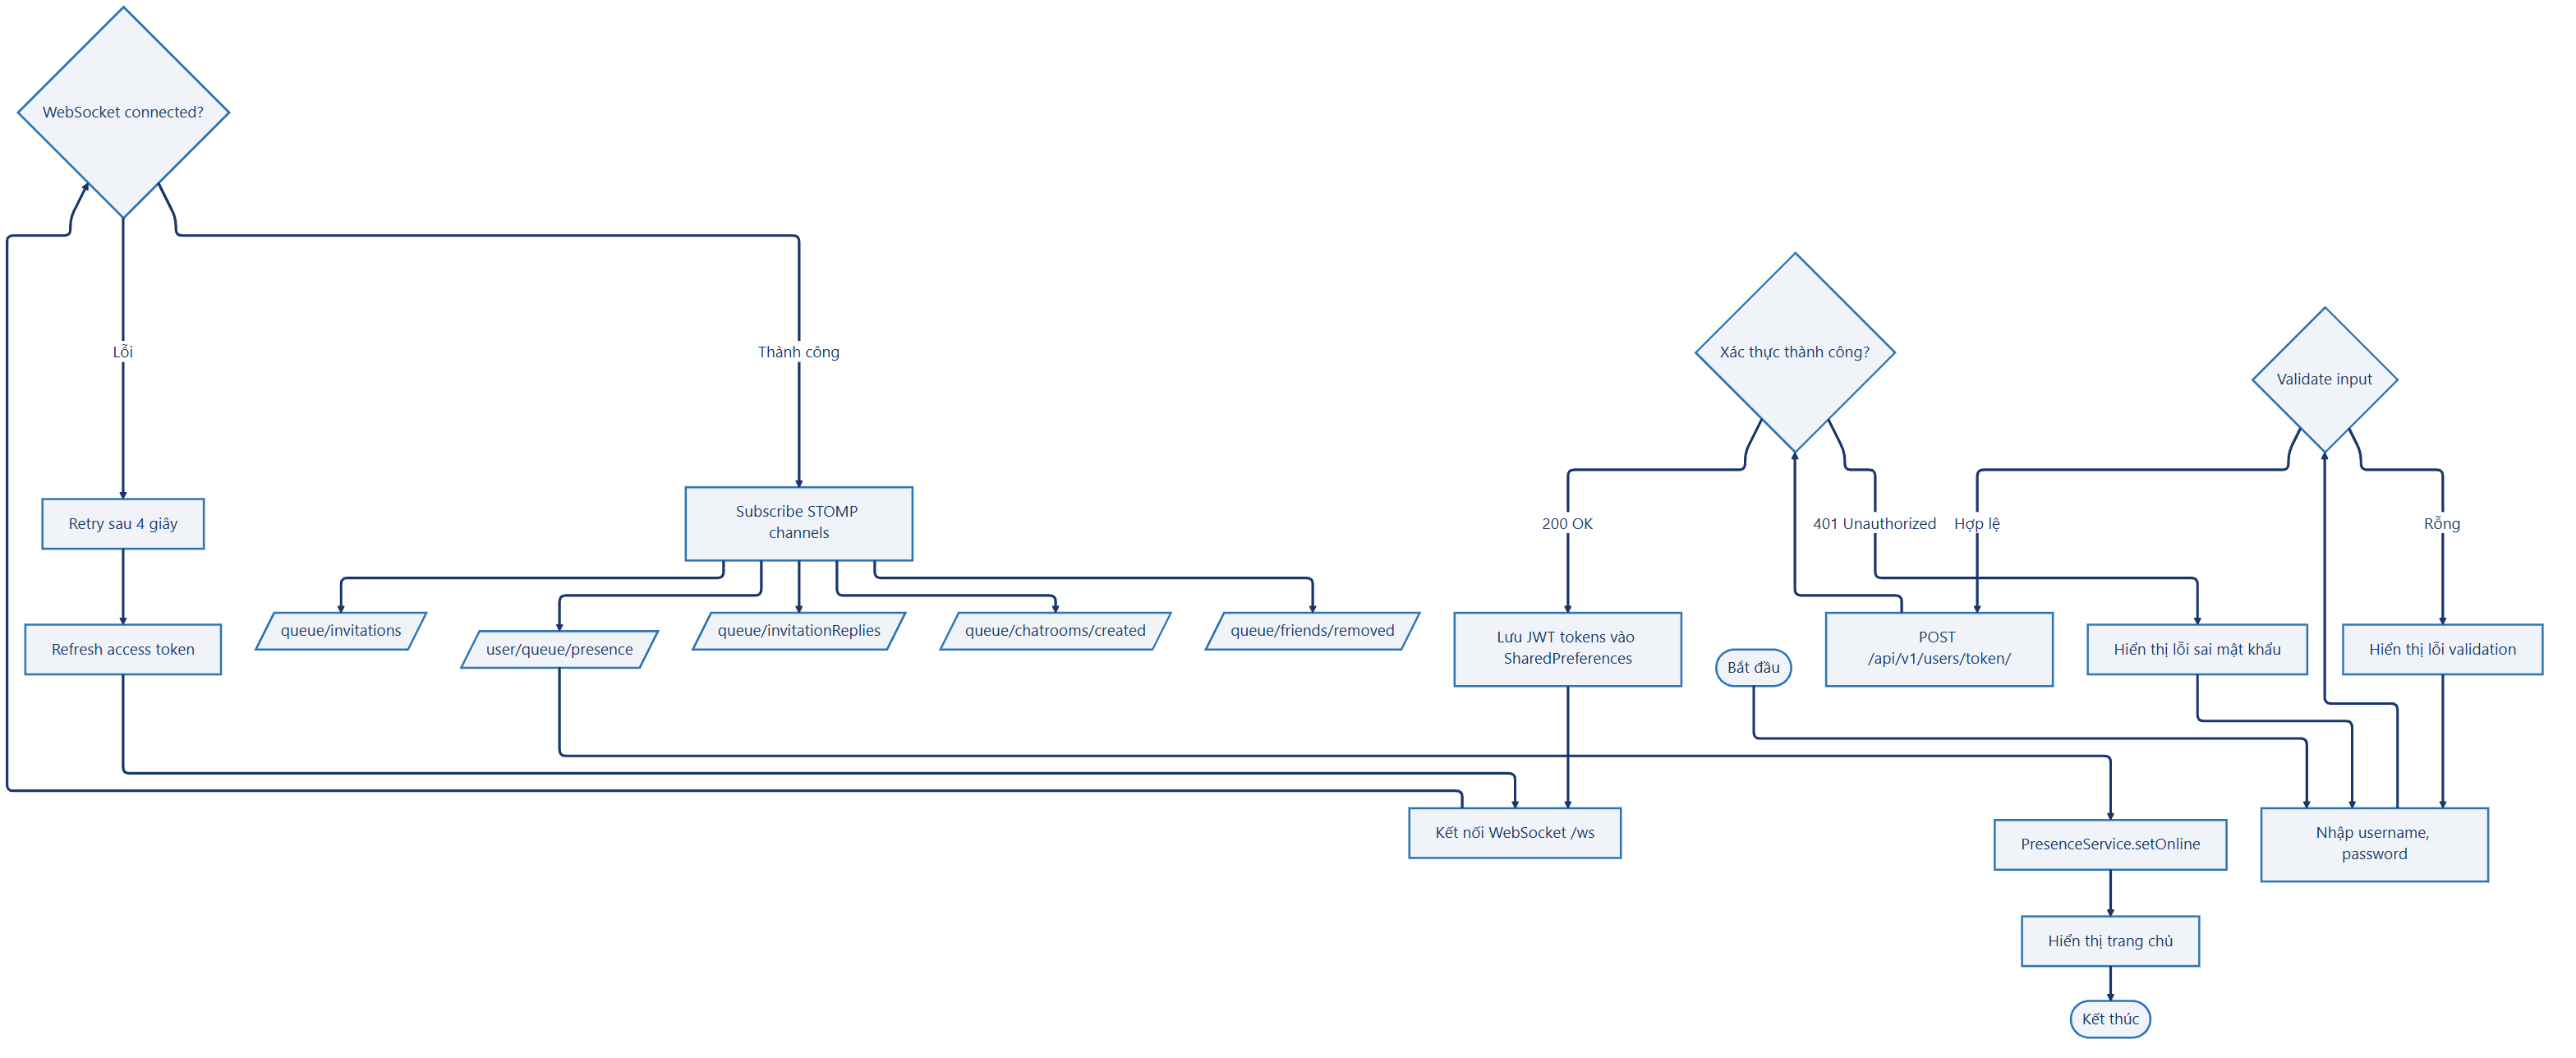 WebSocket connected?
Lỗi
Thành công
Xác thực thành công?
Validate input
Retry sau 4 giây
Subscribe STOMP
channels
200 OK
401 Unauthorized
Hợp lệ
Rỗng
Refresh access token
queue/invitations
user/queue/presence
queue/invitationReplies
queue/chatrooms/created
queue/friends/removed
Lưu JWT tokens vào
SharedPreferences
Bắt đầu
POST
/api/v1/users/token/
Hiển thị lỗi sai mật khẩu
Hiển thị lỗi validation
Kết nối WebSocket /ws
PresenceService.setOnline
Nhập username,
password
Hiển thị trang chủ
Kết thúc